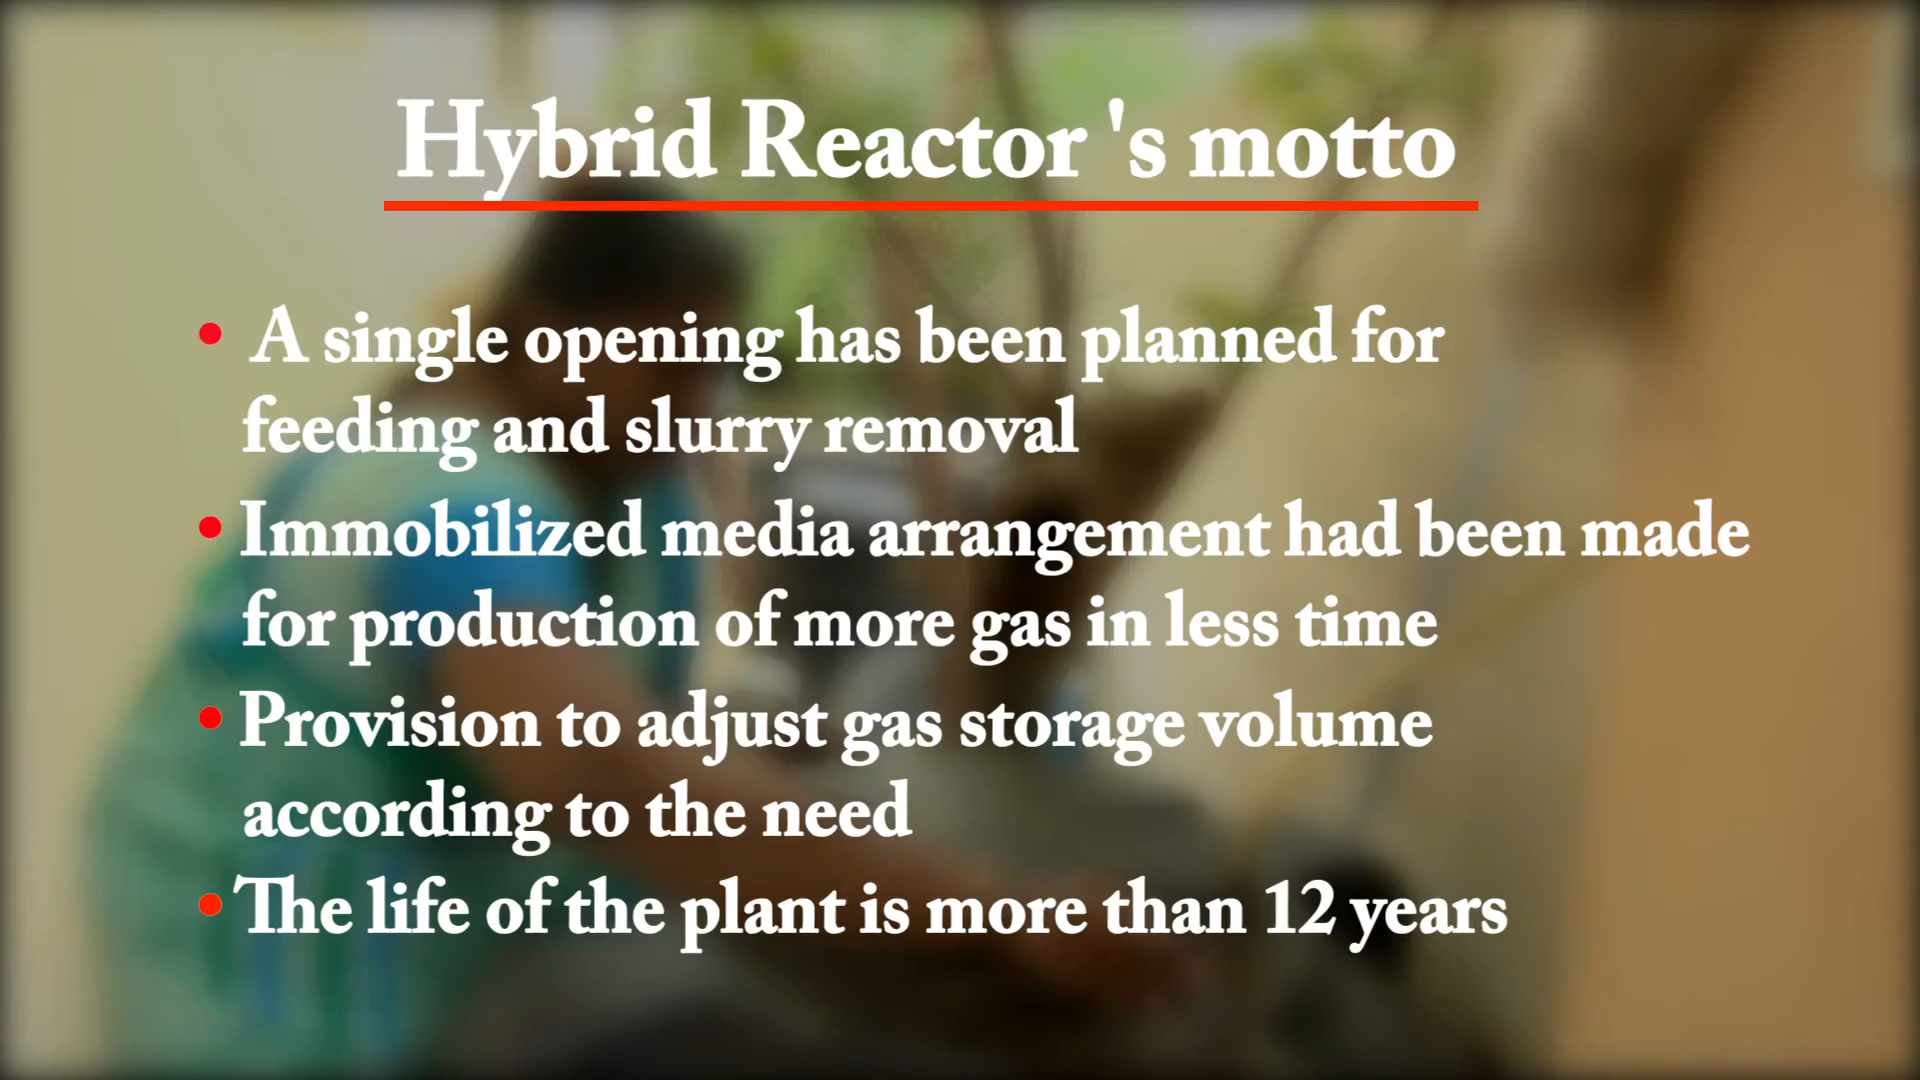 Hybrid Reactor 's motto
• A single opening has been planned for
feeding and slurry removal
• Immobilized media arrangement had been made
for production of more gas in less time
• Provision to adjust gas storage volume
according to the need
• The life of the plant is more than 12 years